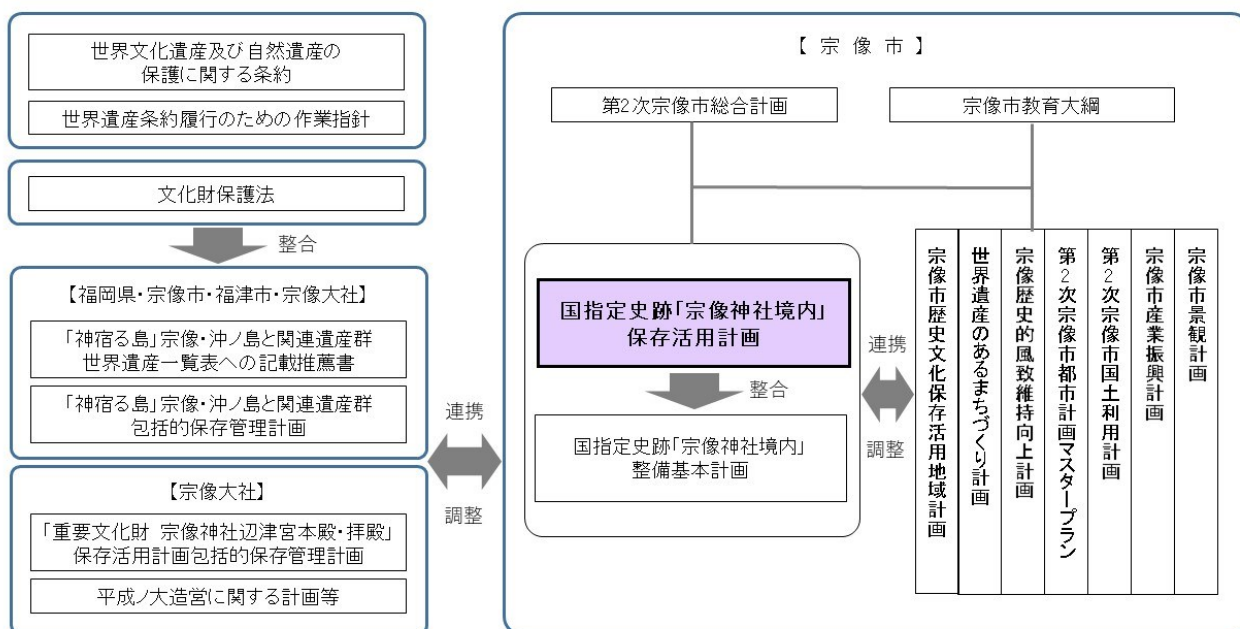 世界文化遺産及び自然遺産の
保護に関する条約
世界遺産条約履行のための作業指針
文化財保護法
整合
【福岡県・宗像市・福津市・宗像大社】
「神宿る島」宗像・沖ノ島と関連遺産群
世界遺産一覧表への記載推薦書
「神宿る島」宗像・沖ノ島と関連遺産群
包括的保存管理計画
【宗像大社】
「重要文化財 宗像神社辺津宮本殿・拝殿」
保存活用計画包括的保存管理計画
平成ノ大造営に関する計画等
連携
調整
【 宗 像 市 】
第2次宗像市総合計画
宗像市教育大綱
国指定史跡「宗像神社境内」
保存活用計画
整合
国指定史跡「宗像神社境内」
整備基本計画
連携
調整
宗像市歴史文化保存活用地域計画
世界遺産のあるまちづくり計画
宗像歴史的風致維持向上計画
第2次宗像市都市計画マスタープラン
第2次宗像市国土利用計画
宗像市産業振興計画
宗像市景観計画